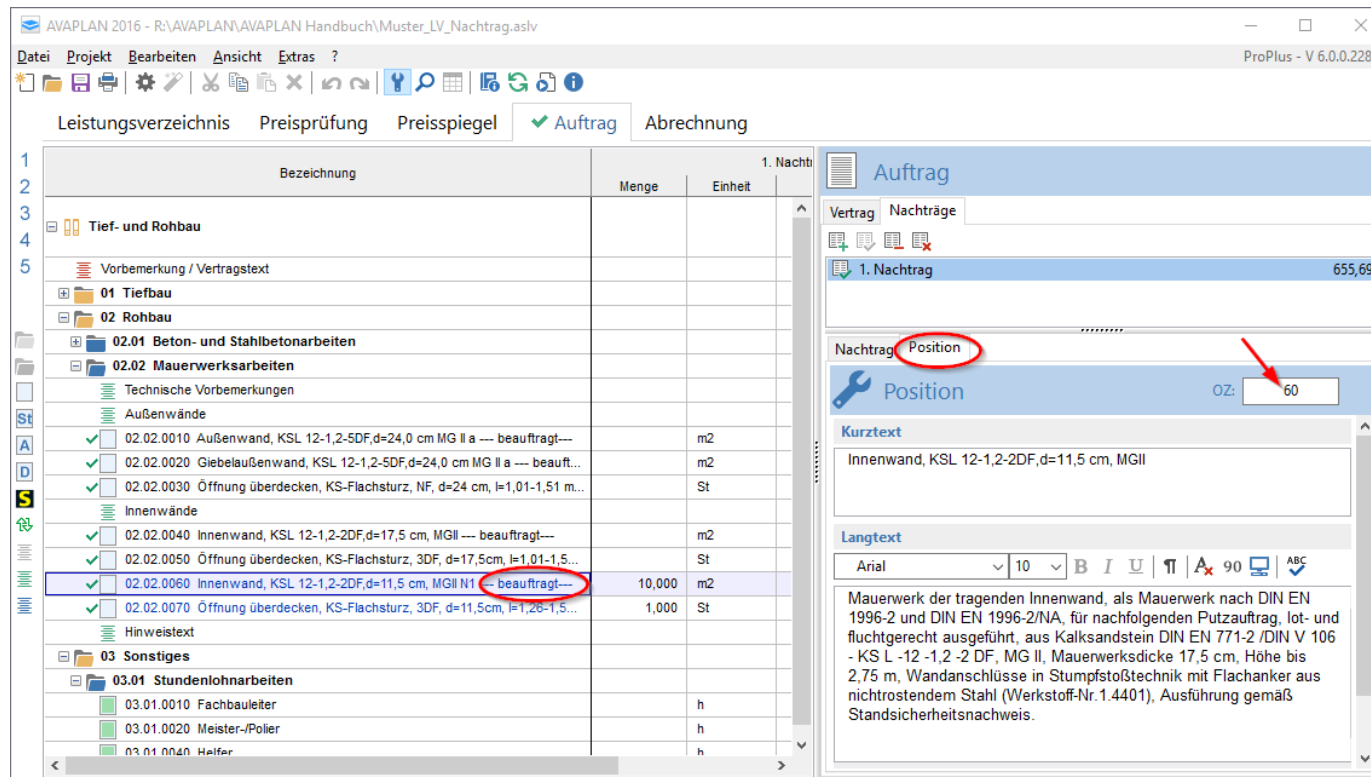 AVAPLAN 2016 - R:\AVAPLAN\AVAPLAN Handbuch\Muster_LV_Nachtrag.aslv
Datei Projekt Bearbeiten Ansicht Extras ?
ProPlus - V 6.0.0.228
Leistungsverzeichnis Preisprüfung Preisspiegel Auftrag Abrechnung
1
2
3
4
5
St
A
D
S
Bezeichnung
1. Nachtr
Menge Einheit
Tief- und Rohbau
Vorbemerkung / Vertragstext
01 Tiefbau
02 Rohbau
02.01 Beton- und Stahlbetonarbeiten
02.02 Mauerwerksarbeiten
Technische Vorbemerkungen
Außenwände
02.02.0010 Außenwand, KSL 12-1,2-5DF,d=24,0 cm MG II a --- beauftragt--- m2
02.02.0020 Giebelaußenwand, KSL 12-1,2-5DF,d=24,0 cm MG II a --- beauft... m2
02.02.0030 Öffnung überdecken, KS-Flachsturz, NF, d=24 cm, l=1,01-1,51 m... St
Innenwände
02.02.0040 Innenwand, KSL 12-1,2-2DF,d=17,5 cm, MGII --- beauftragt--- m2
02.02.0050 Öffnung überdecken, KS-Flachsturz, 3DF, d=17,5cm, l=1,01-1,5... St
02.02.0060 Innenwand, KSL 12-1,2-2DF,d=11,5 cm, MGII N1 --- beauftragt--- 10,000 m2
02.02.0070 Öffnung überdecken, KS-Flachsturz, 3DF, d=11,5cm, l=1,26-1,5... 1,000 St
Hinweistext
03 Sonstiges
03.01 Stundenlohnarbeiten
03.01.0010 Fachbauleiter h
03.01.0020 Meister-/Polier h
03.01.0040 Helfer h
Auftrag
Vertrag Nachträge
1. Nachtrag 655,69
Nachtrag Position
Position OZ: 60
Kurztext
Innenwand, KSL 12-1,2-2DF,d=11,5 cm, MGII
Langtext
Arial 10 B I U ¶ A 90 ABC
Mauerwerk der tragenden Innenwand, als Mauerwerk nach DIN EN
1996-2 und DIN EN 1996-2/NA, für nachfolgenden Putzauftrag, lot- und
fluchtgerecht ausgeführt, aus Kalksandstein DIN EN 771-2 /DIN V 106
- KS L -12 -1,2 -2 DF, MG II, Mauerwerksdicke 17,5 cm, Höhe bis
2,75 m, Wandanschlüsse in Stumpfstoßtechnik mit Flachanker aus
nichtrostendem Stahl (Werkstoff-Nr.1.4401), Ausführung gemäß
Standsicherheitsnachweis.